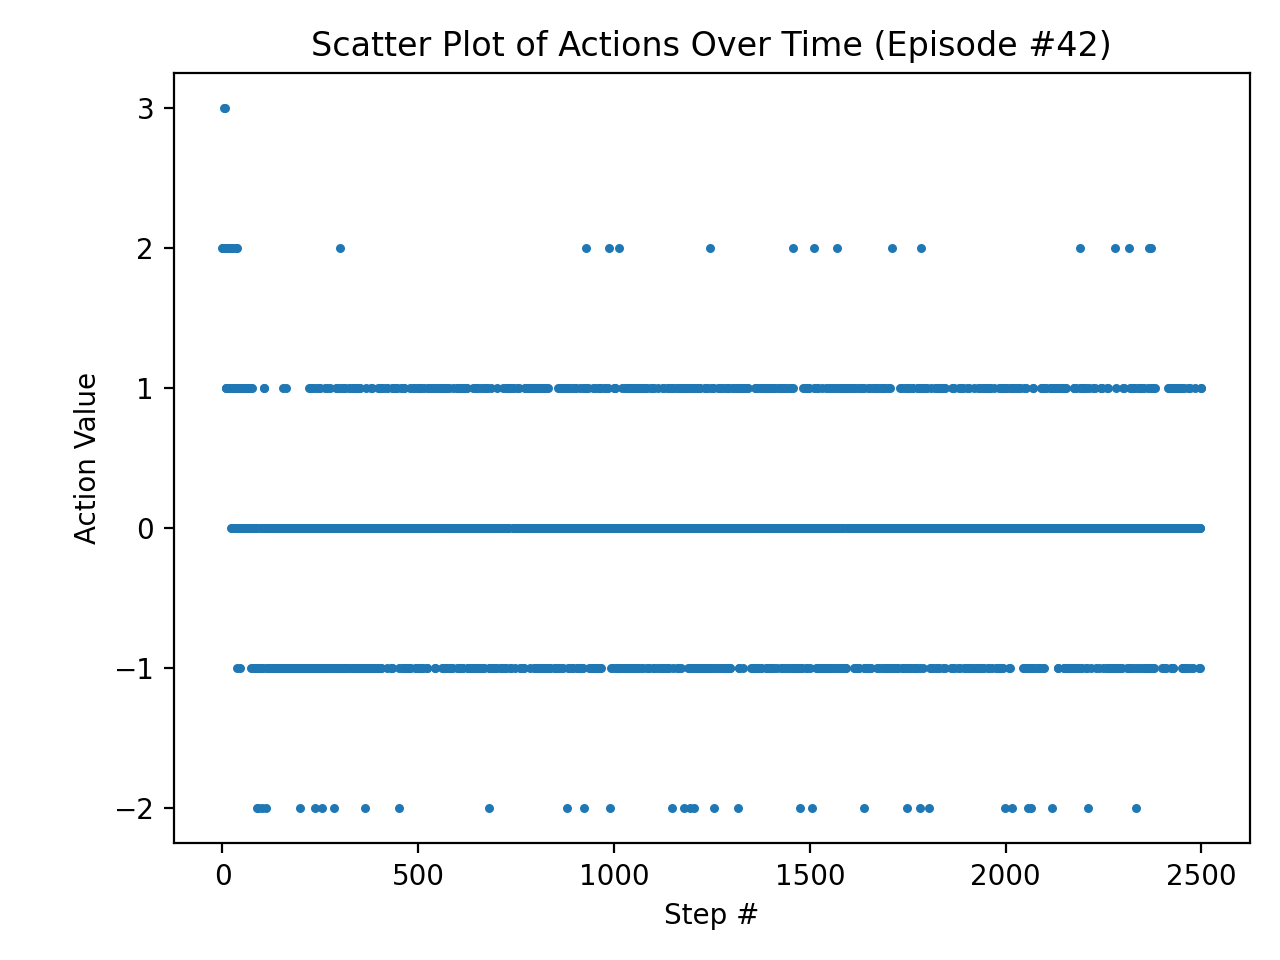 Scatter Plot of Actions Over Time (Episode #42)
3
2
1
0
−1
−2
Action Value
0 500 1000 1500 2000 2500
Step #